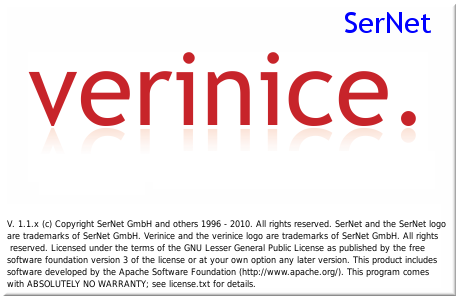 SerNet
verinice.
V. 1.1.x (c) Copyright SerNet GmbH and others 1996 - 2010. All rights reserved. SerNet and the SerNet logo
are trademarks of SerNet GmbH. Verinice and the verinice logo are trademarks of SerNet GmbH. All rights
reserved. Licensed under the terms of the GNU Lesser General Public License as published by the free
software foundation version 3 of the license or at your own option any later version. This product includes
software developed by the Apache Software Foundation (http://www.apache.org/). This program comes
with ABSOLUTELY NO WARRANTY; see license.txt for details.